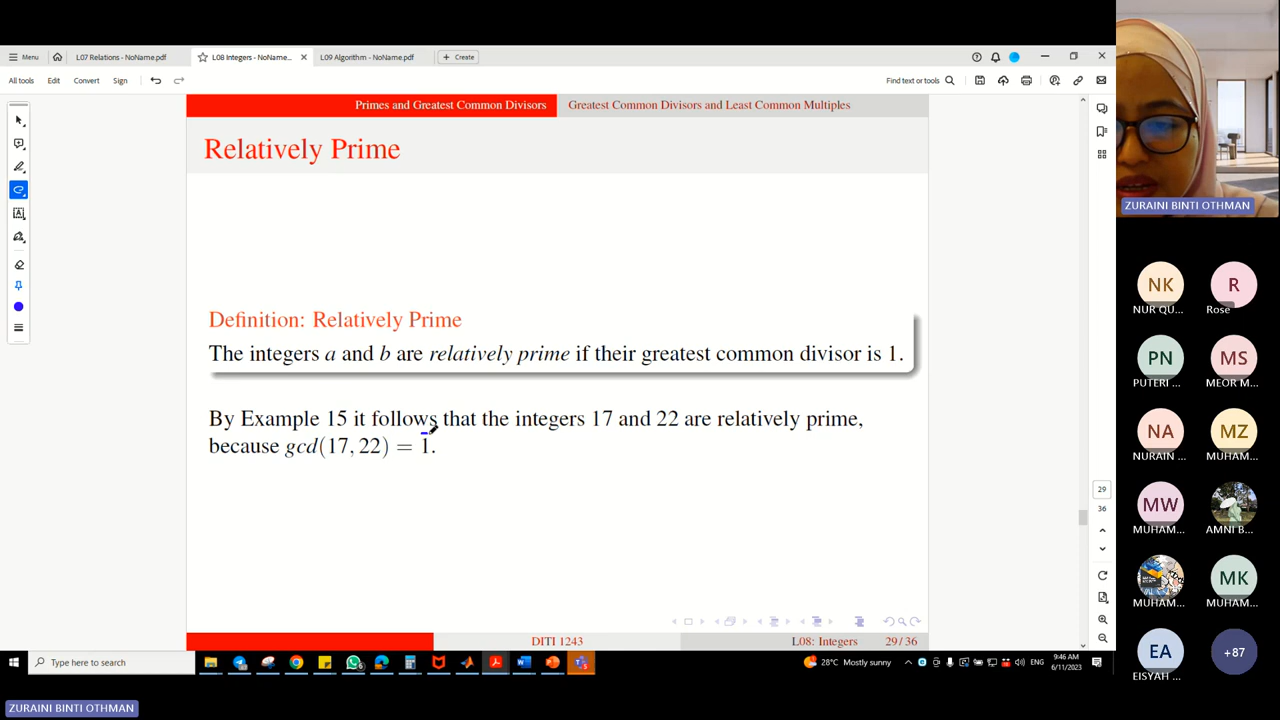 Menu
L07 Relations - NoName.pdf
L08 Integers - NoName...
L09 Algorithm - NoName.pdf
Create
All tools
Edit
Convert
Sign
Find text or tools
Primes and Greatest Common Divisors
Greatest Common Divisors and Least Common Multiples
Relatively Prime
Definition: Relatively Prime
The integers a and b are relatively prime if their greatest common divisor is 1.
By Example 15 it follows that the integers 17 and 22 are relatively prime,
because gcd(17, 22) = 1.
DITI 1243
L08: Integers
29 / 36
29
36
Type here to search
28°C Mostly sunny
ENG
9:46 AM
6/11/2023
ZURAINI BINTI OTHMAN
NK
NUR QU...
R
Rose
PN
PUTERI ...
MS
MEOR M...
NA
NURAIN ...
MZ
MUHAM...
MW
MUHAM...
AMNI B...
MUHAM...
MK
MUHAM...
EA
EISYAH ...
+87
ZURAINI BINTI OTHMAN